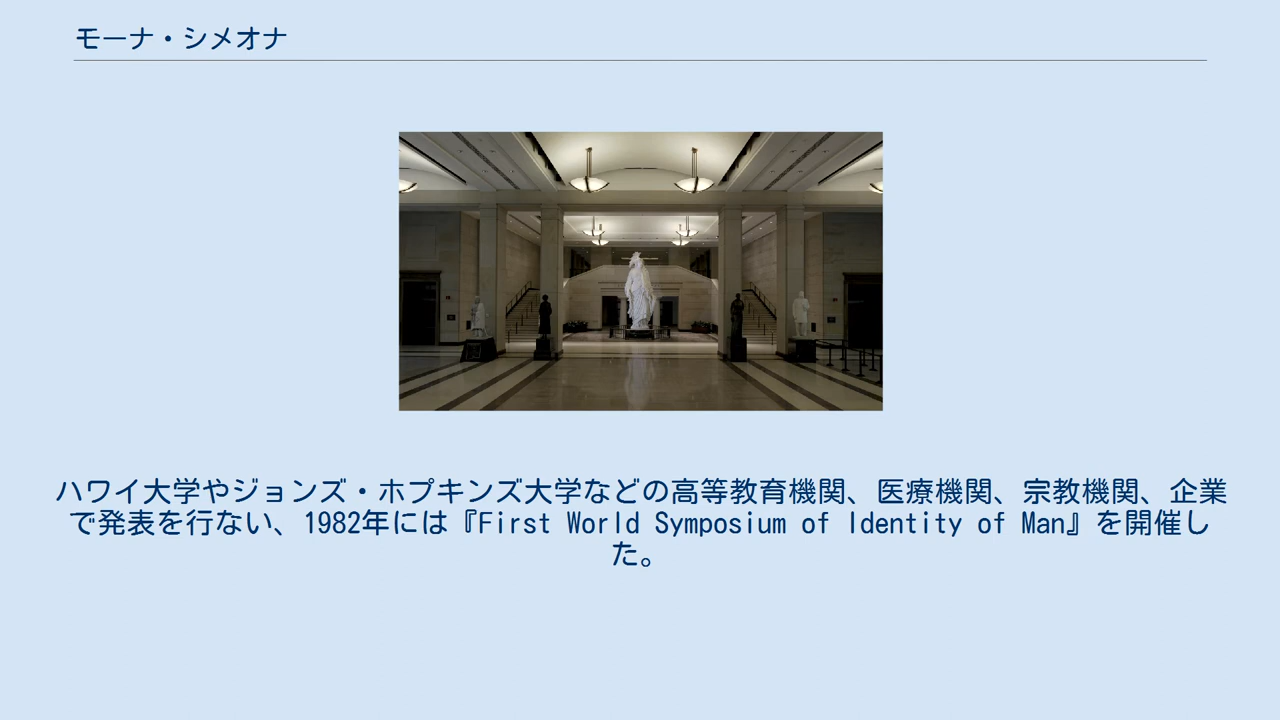 モーナ・シメオナ
ハワイ大学やジョンズ・ホプキンズ大学などの高等教育機関、医療機関、宗教機関、企業
で発表を行ない、1982年には『First World Symposium of Identity of Man』を開催し
た。